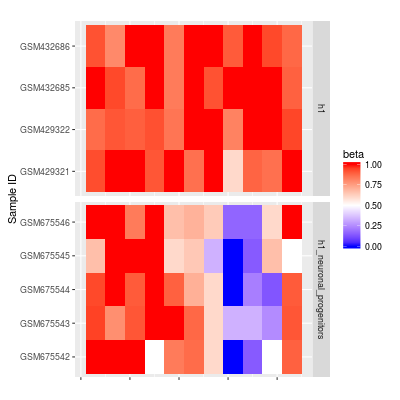 GSM432686
GSM432685
GSM429322
GSM429321
h1
GSM675546
GSM675545
GSM675544
GSM675543
GSM675542
h1_neuronal_progenitors
Sample ID
beta
1.00
0.75
0.50
0.25
0.00